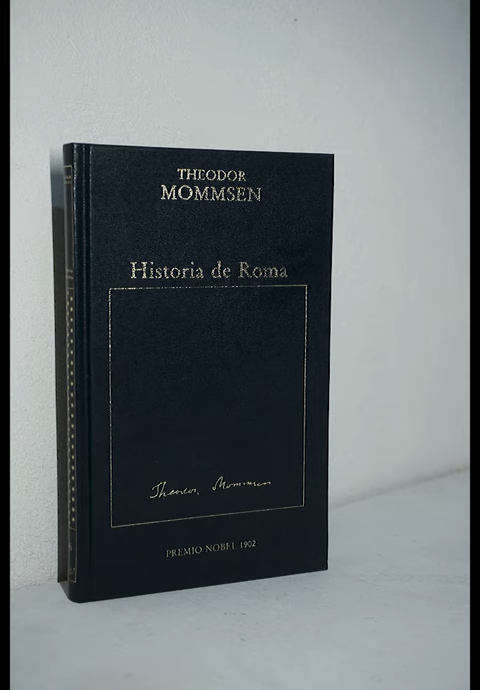 THEODOR
MOMMSEN
Historia de Roma
Theodor Mommsen
PREMIO NOBEL 1902